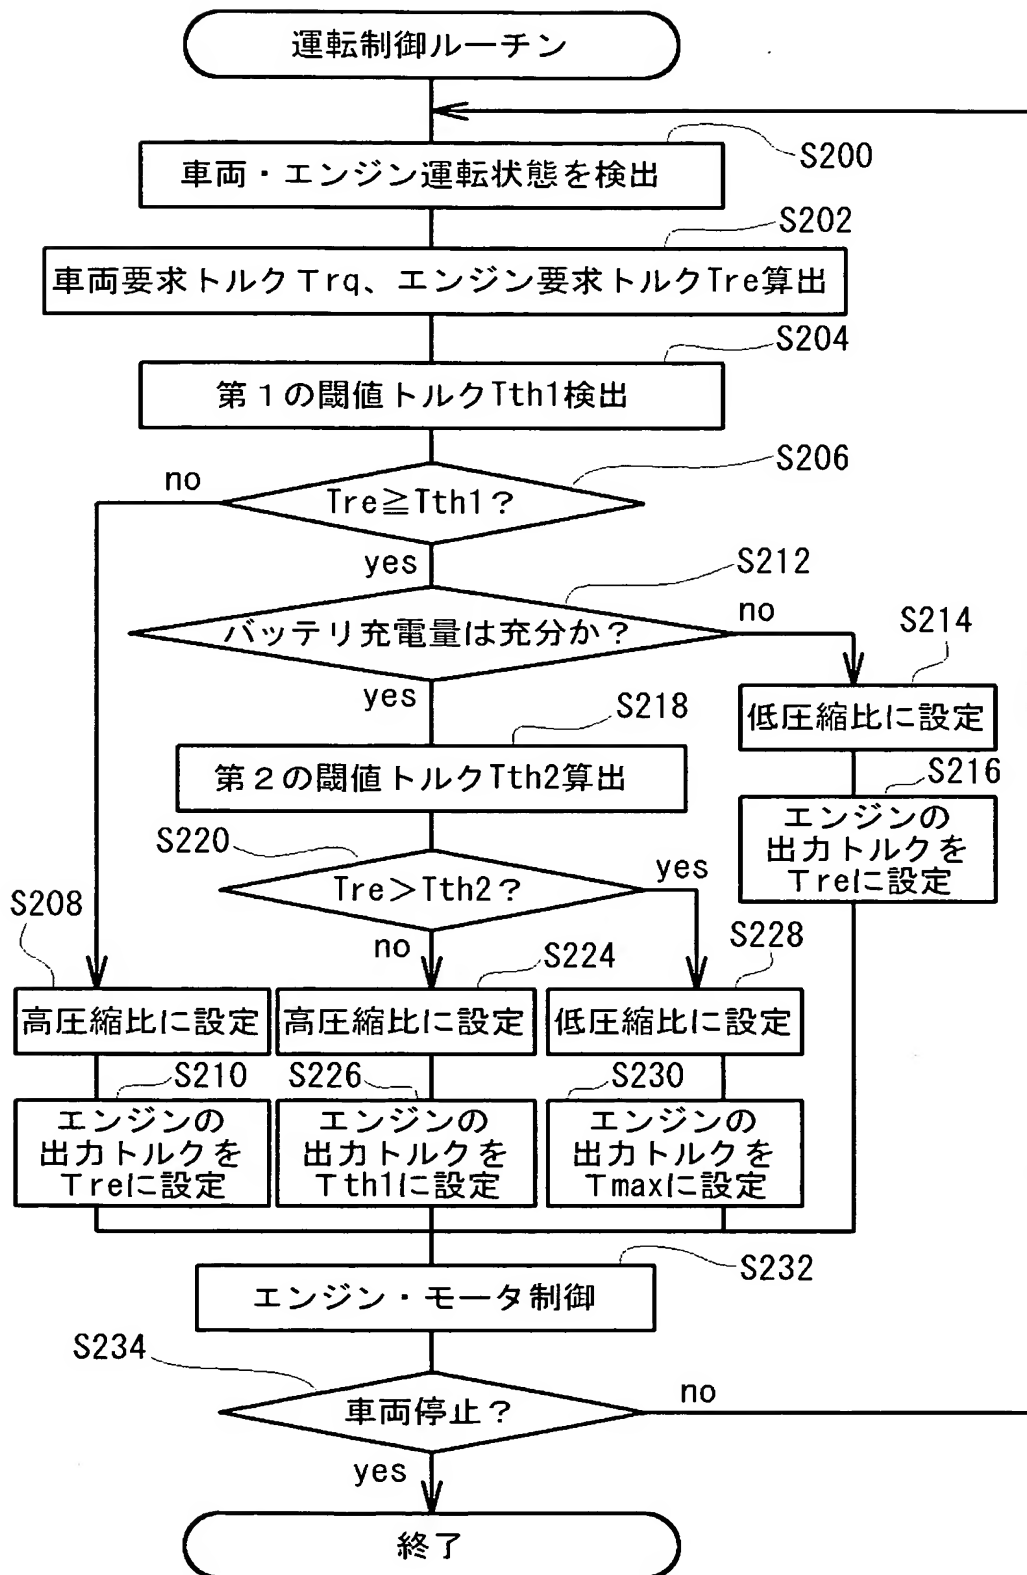 運転制御ルーチン
S200
車両・エンジン運転状態を検出
S202
車両要求トルクTrq、エンジン要求トルクTre算出
S204
第1の閾値トルクTth1検出
S206
no
Tre≧Tth1?
yes
S212
no
バッテリ充電量は充分か?
S214
yes
低圧縮比に設定
S218
第2の閾値トルクTth2算出
S216
エンジンの
出力トルクを
Treに設定
S220
yes
Tre>Tth2?
S208
no
S224
S228
高圧縮比に設定
高圧縮比に設定
低圧縮比に設定
S210
S226
S230
エンジンの
出力トルクを
Treに設定
エンジンの
出力トルクを
Tth1に設定
エンジンの
出力トルクを
Tmaxに設定
S232
エンジン・モータ制御
S234
no
車両停止?
yes
終了